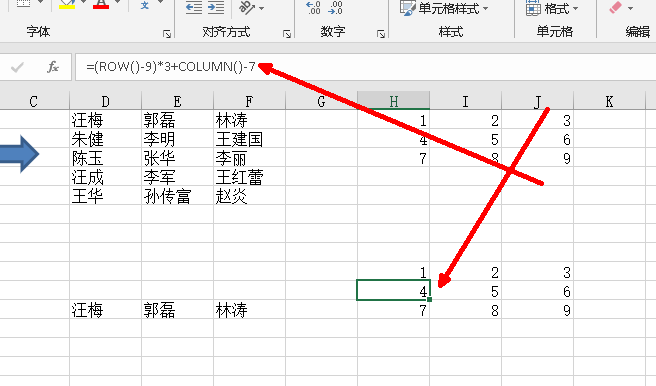 字体 对齐方式 数字 单元格样式 格式
样式 单元格 编辑
fx =(ROW()-9)*3+COLUMN()-7
C D E F G H I J K
汪梅 郭磊 林涛 1 2 3
朱健 李明 王建国 4 5 6
陈玉 张华 李丽 7 8 9
汪成 李军 王红蕾
王华 孙传富 赵炎
1 2 3
4 5 6
汪梅 郭磊 林涛 7 8 9